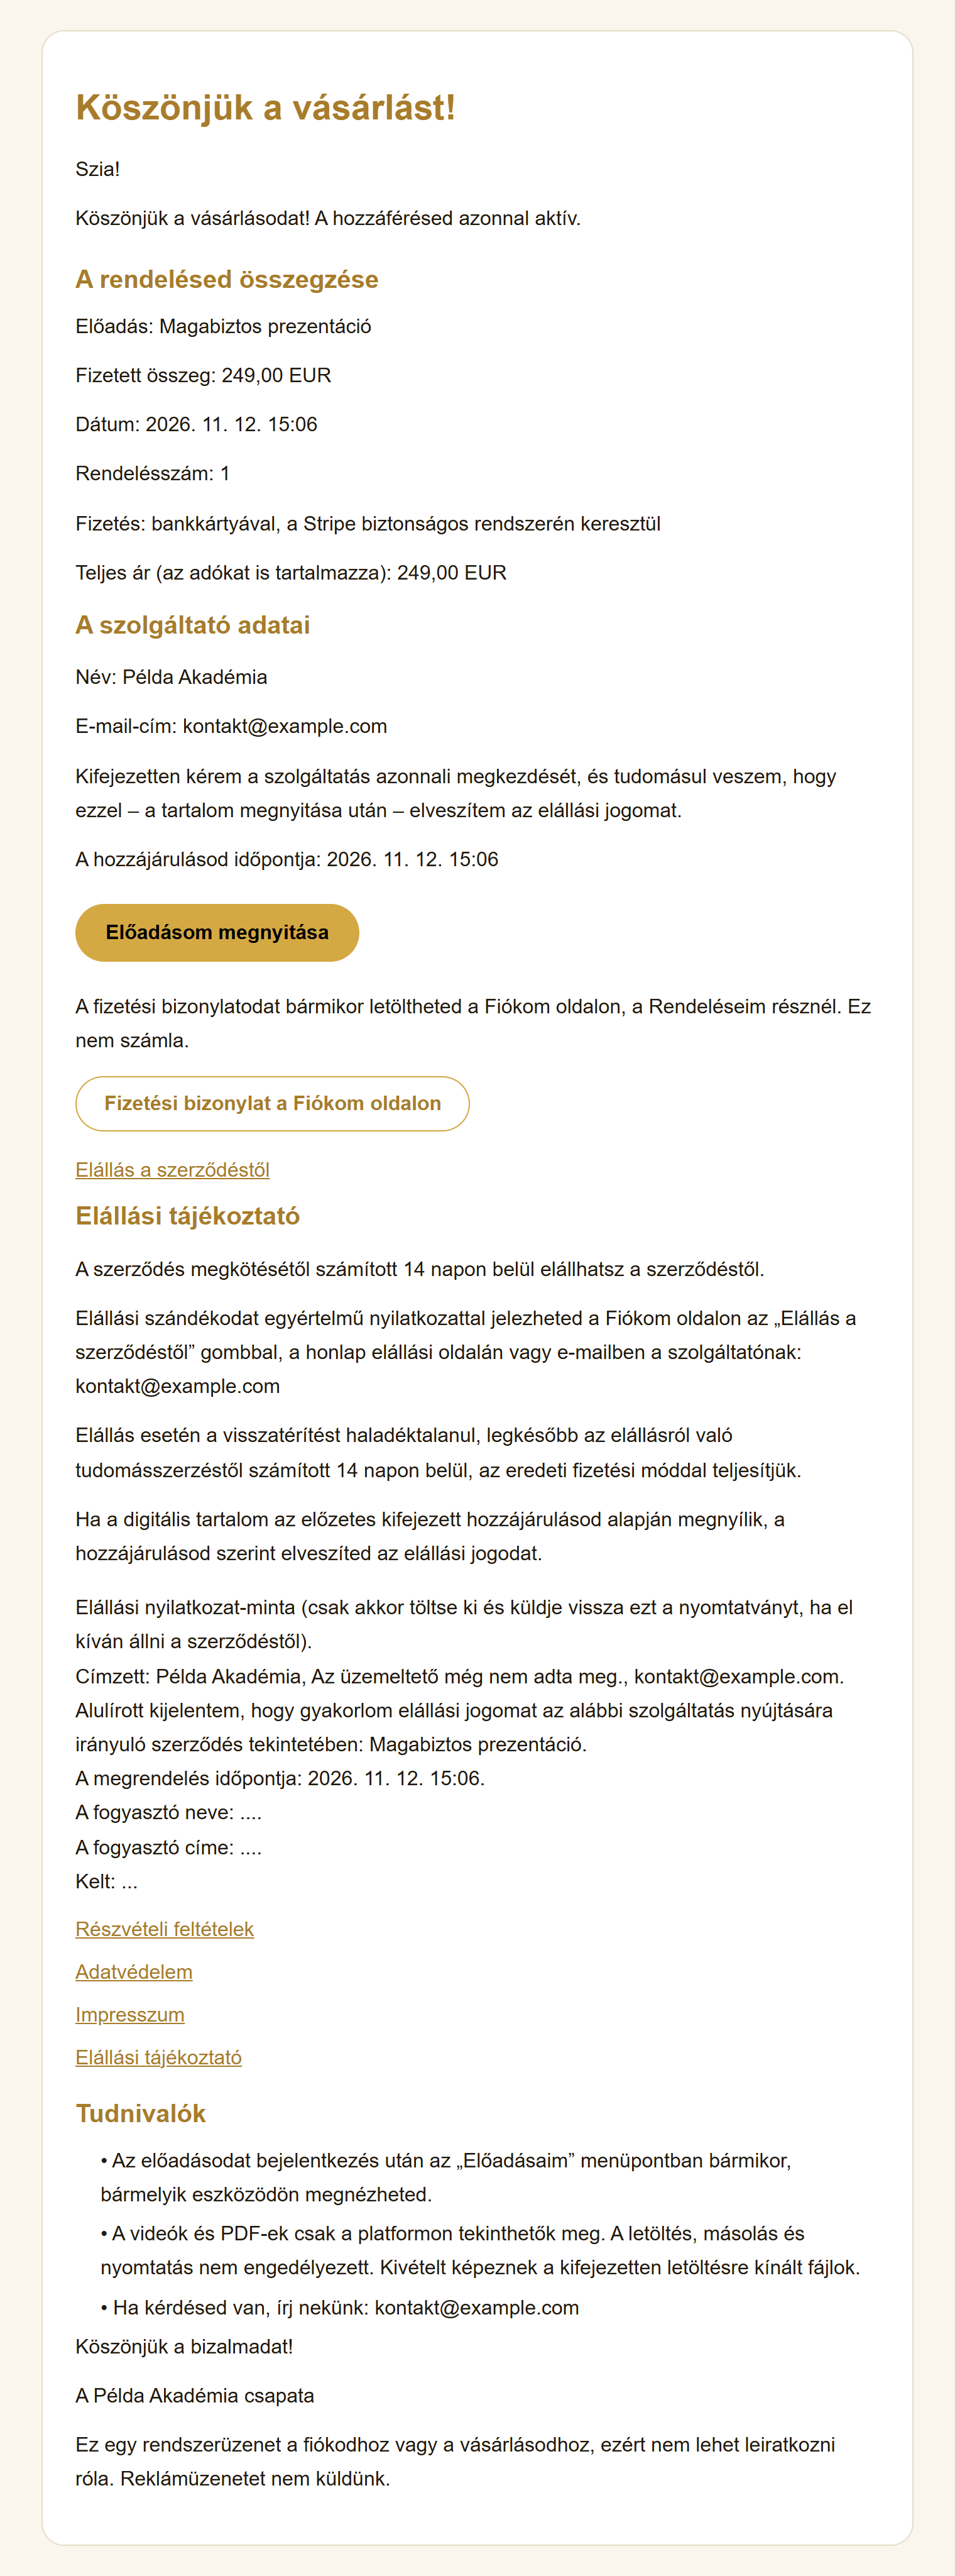 Köszönjük a vásárlást!
Szia!
Köszönjük a vásárlásodat! A hozzáférésed azonnal aktív.
A rendelésed összegzése
Előadás: Magabiztos prezentáció
Fizetett összeg: 249,00 EUR
Dátum: 2026. 11. 12. 15:06
Rendelésszám: 1
Fizetés: bankkártyával, a Stripe biztonságos rendszerén keresztül
Teljes ár (az adókat is tartalmazza): 249,00 EUR
A szolgáltató adatai
Név: Példa Akadémia
E-mail-cím: kontakt@example.com
Kifejezetten kérem a szolgáltatás azonnali megkezdését, és tudomásul veszem, hogy
ezzel – a tartalom megnyitása után – elveszítem az elállási jogomat.
A hozzájárulásod időpontja: 2026. 11. 12. 15:06
Előadásom megnyitása
A fizetési bizonylatodat bármikor letöltheted a Fiókom oldalon, a Rendeléseim résznél. Ez
nem számla.
Fizetési bizonylat a Fiókom oldalon
Elállás a szerződéstől
Elállási tájékoztató
A szerződés megkötésétől számított 14 napon belül elállhatsz a szerződéstől.
Elállási szándékodat egyértelmű nyilatkozattal jelezheted a Fiókom oldalon az „Elállás a
szerződéstől” gombbal, a honlap elállási oldalán vagy e-mailben a szolgáltatónak:
kontakt@example.com
Elállás esetén a visszatérítést haladéktalanul, legkésőbb az elállásról való
tudomásszerzéstől számított 14 napon belül, az eredeti fizetési móddal teljesítjük.
Ha a digitális tartalom az előzetes kifejezett hozzájárulásod alapján megnyílik, a
hozzájárulásod szerint elveszíted az elállási jogodat.
Elállási nyilatkozat-minta (csak akkor töltse ki és küldje vissza ezt a nyomtatványt, ha el
kíván állni a szerződéstől).
Címzett: Példa Akadémia, Az üzemeltető még nem adta meg., kontakt@example.com.
Alulírott kijelentem, hogy gyakorlom elállási jogomat az alábbi szolgáltatás nyújtására
irányuló szerződés tekintetében: Magabiztos prezentáció.
A megrendelés időpontja: 2026. 11. 12. 15:06.
A fogyasztó neve: ....
A fogyasztó címe: ....
Kelt: ...
Részvételi feltételek
Adatvédelem
Impresszum
Elállási tájékoztató
Tudnivalók
• Az előadásodat bejelentkezés után az „Előadásaim” menüpontban bármikor,
bármelyik eszközödön megnézheted.
• A videók és PDF-ek csak a platformon tekinthetők meg. A letöltés, másolás és
nyomtatás nem engedélyezett. Kivételt képeznek a kifejezetten letöltésre kínált fájlok.
• Ha kérdésed van, írj nekünk: kontakt@example.com
Köszönjük a bizalmadat!
A Példa Akadémia csapata
Ez egy rendszerüzenet a fiókodhoz vagy a vásárlásodhoz, ezért nem lehet leiratkozni
róla. Reklámüzenetet nem küldünk.